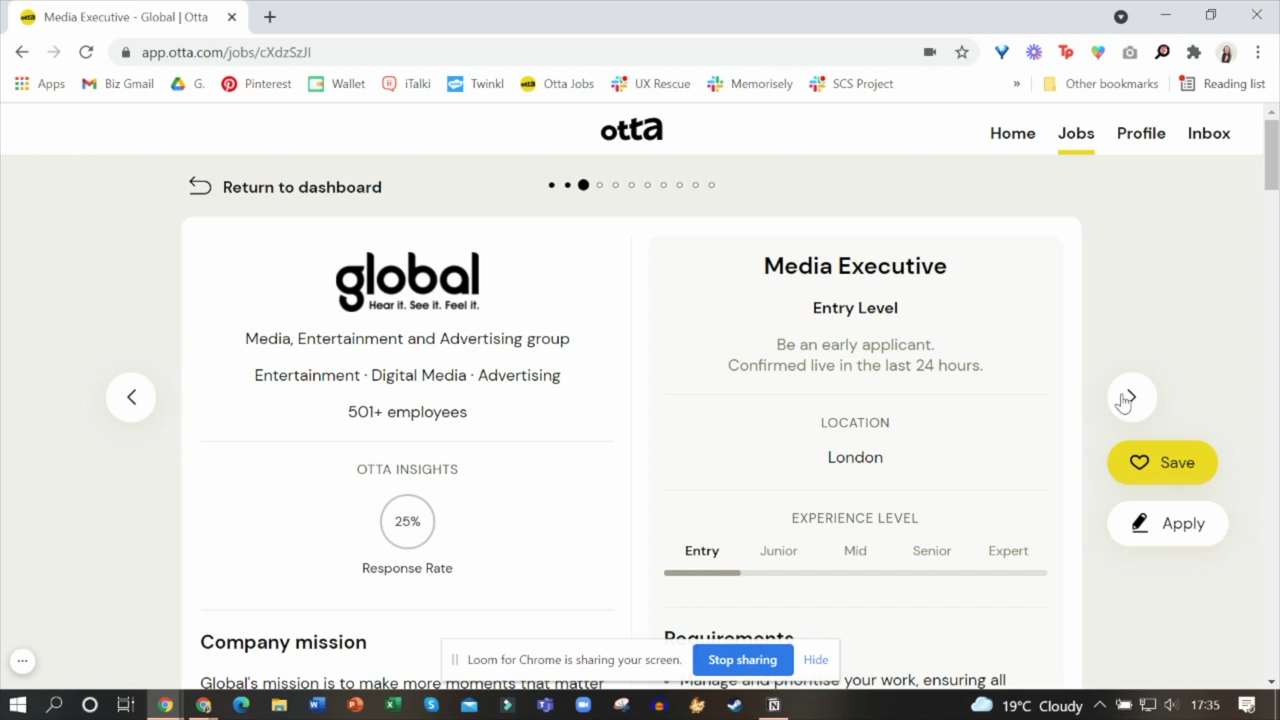 otta Media Executive - Global | Otta
app.otta.com/jobs/cXdzSzJI
Apps Biz Gmail G. Pinterest Wallet iTalki Twinkl otta Otta Jobs UX Rescue Memorisely SCS Project » Other bookmarks Reading list
otta
Home Jobs Profile Inbox
Return to dashboard
global
Hear it. See it. Feel it.
Media, Entertainment and Advertising group
Entertainment · Digital Media · Advertising
501+ employees
OTTA INSIGHTS
25%
Response Rate
Company mission
Global's mission is to make more moments that matter
Media Executive
Entry Level
Be an early applicant.
Confirmed live in the last 24 hours.
LOCATION
London
EXPERIENCE LEVEL
Entry Junior Mid Senior Expert
Requirements
Manage and prioritise your work, ensuring all
Save
Apply
Loom for Chrome is sharing your screen. Stop sharing Hide
19°C Cloudy 17:35